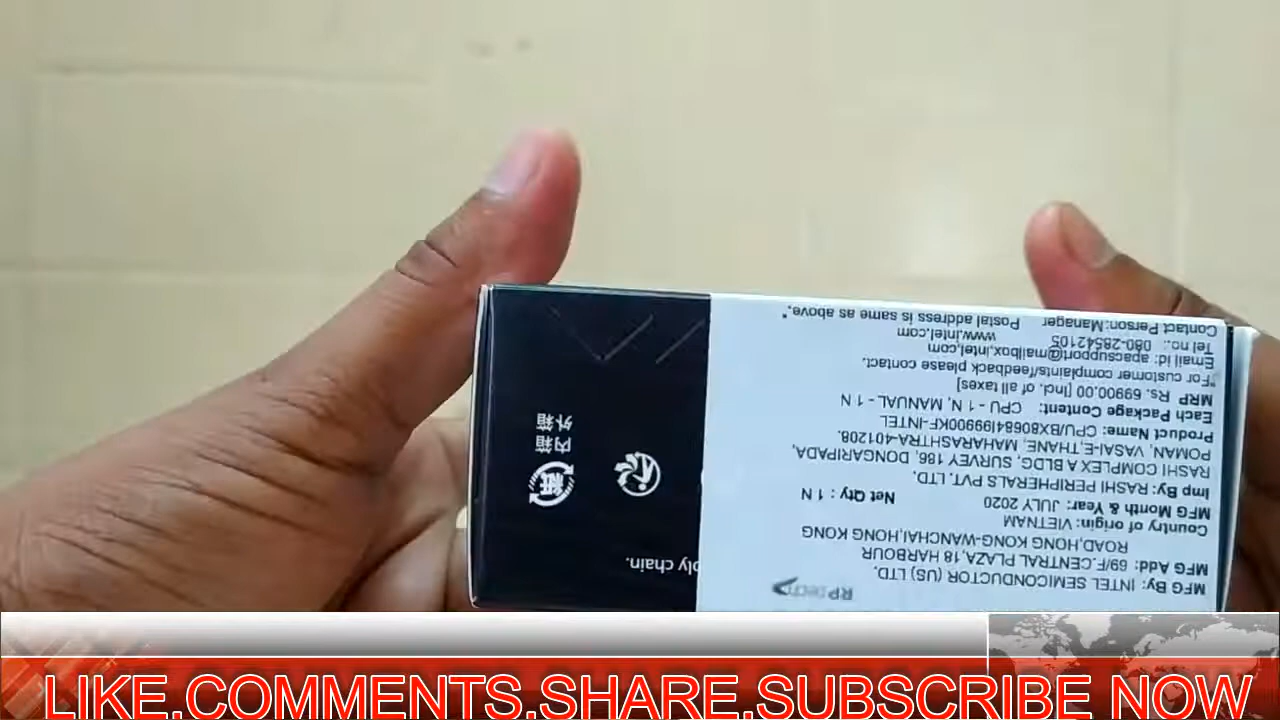 RP tech
MFG By: INTEL SEMICONDUCTOR (US) LTD.
MFG Add: 69/F.F.CENTRAL PLAZA,18 HARBOUR
ROAD,HONG KONG-WANCHAI,HONG KONG
Country of origin: VIETNAM
MFG Month & Year: JULY 2020 Net Qty : 1 N
Imp By: RASHI PERIPHERALS PVT. LTD.
RASHI COMPLEX A BLDG, SURVEY 186, DONGARIPADA,
POMAN, VASAI-E,THANE, MAHARASHTRA-401208.
Product Name: CPU/BX8068419900KF-INTEL
Each Package Content: CPU - 1 N, MANUAL - 1 N
MRP Rs. 69900.00 [Incl. of all taxes]
"For customer complaints/feedback please contact.
Email id: apacsupport@mailbox.intel.com
Tel no.: 080-28542105 www.intel.com
Contact Person:Manager Postal address is same as above."
ply chain.
紙
内箱
外箱
LIKE.COMMENTS.SHARE.SUBSCRIBE NOW